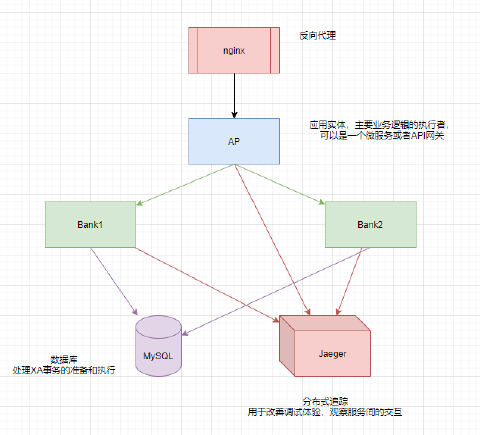 反向代理
nginx
应用实体，主要业务逻辑的执行者，
可以是一个微服务或者API网关
AP
Bank1
Bank2
MySQL
Jaeger
数据库
处理XA事务的准备和执行
分布式追踪
用于改善调试体验，观察服务间的交互